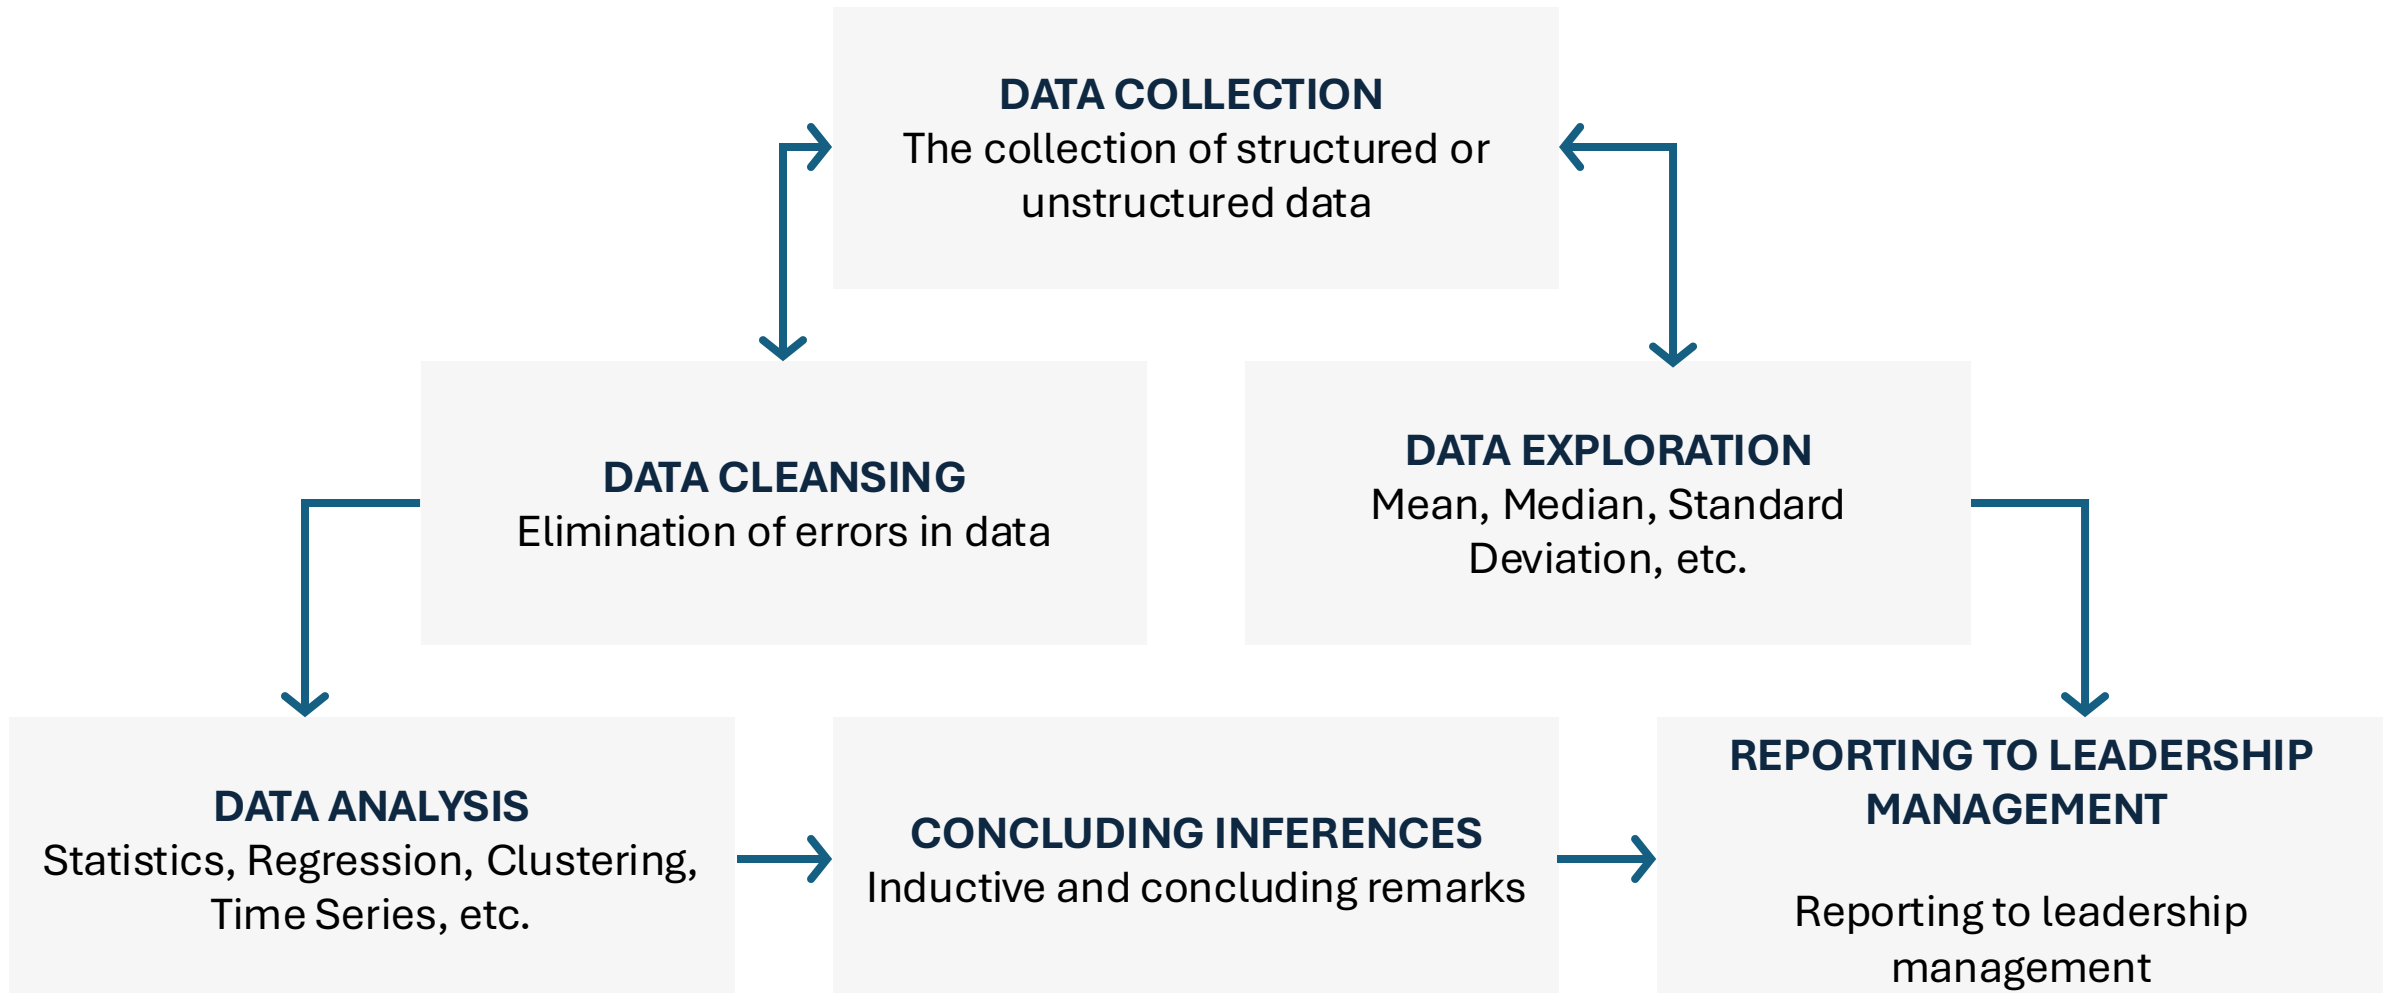 DATA COLLECTION
The collection of structured or
unstructured data
DATA CLEANSING
Elimination of errors in data
DATA EXPLORATION
Mean, Median, Standard
Deviation, etc.
DATA ANALYSIS
Statistics, Regression, Clustering,
Time Series, etc.
CONCLUDING INFERENCES
Inductive and concluding remarks
REPORTING TO LEADERSHIP
MANAGEMENT
Reporting to leadership
management